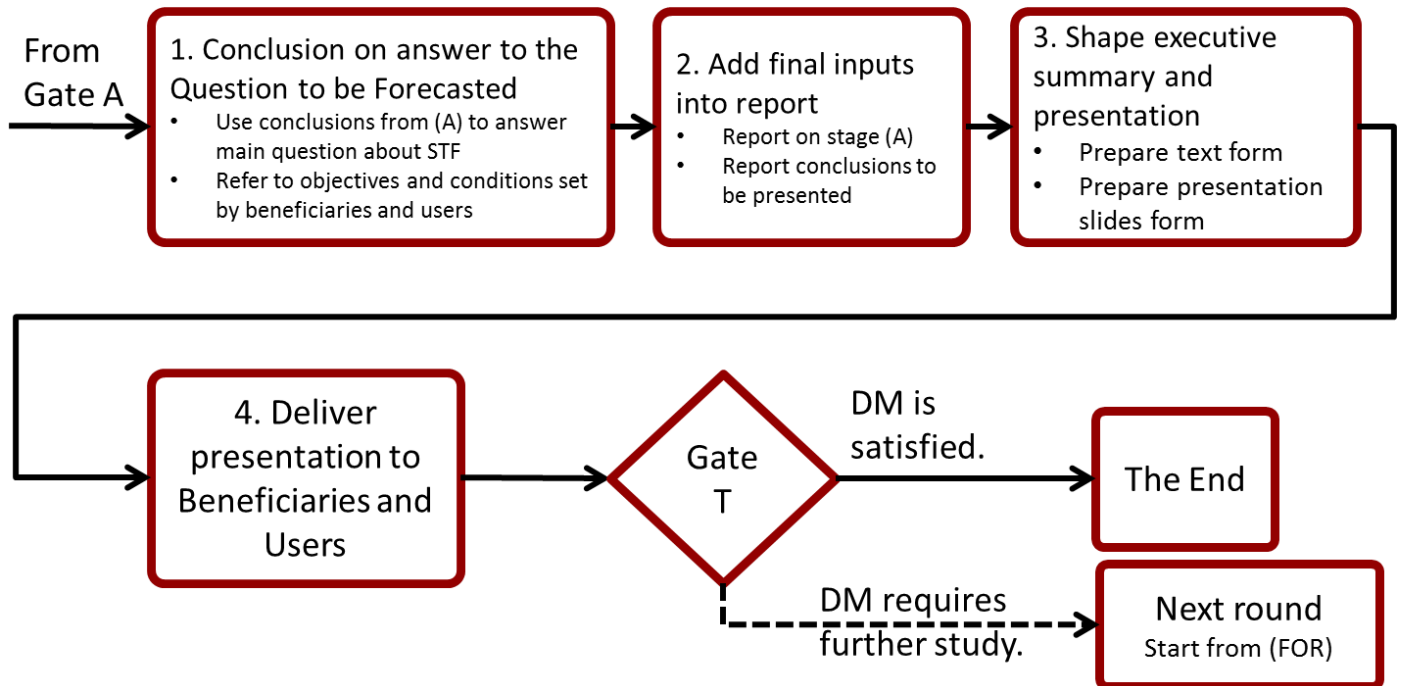 From
Gate A
1. Conclusion on answer to the
Question to be Forecasted
• Use conclusions from (A) to answer
main question about STF
• Refer to objectives and conditions set
by beneficiaries and users
2. Add final inputs
into report
• Report on stage (A)
• Report conclusions to
be presented
3. Shape executive
summary and
presentation
• Prepare text form
• Prepare presentation
slides form
4. Deliver
presentation to
Beneficiaries and
Users
Gate
T
DM is
satisfied.
The End
DM requires
further study.
Next round
Start from (FOR)